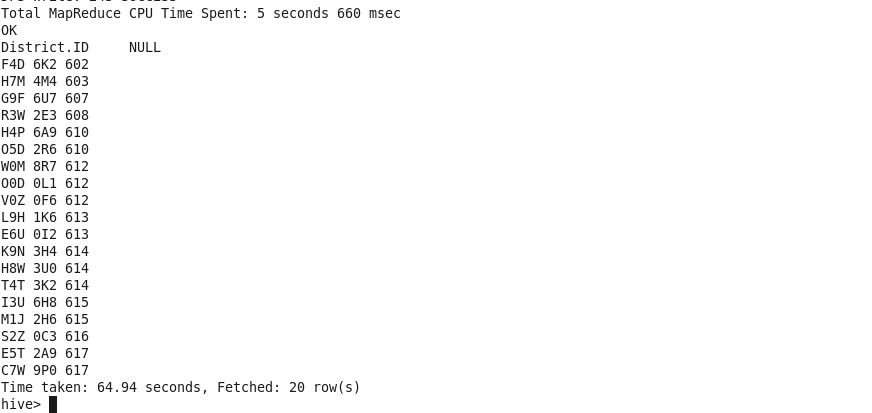 Total MapReduce CPU Time Spent: 5 seconds 660 msec
OK
District.ID     NULL
F4D 6K2 602
H7M 4M4 603
G9F 6U7 607
R3W 2E3 608
H4P 6A9 610
O5D 2R6 610
W0M 8R7 612
O0D 0L1 612
V0Z 0F6 612
L9H 1K6 613
E6U 0I2 613
K9N 3H4 614
H8W 3U0 614
T4T 3K2 614
I3U 6H8 615
M1J 2H6 615
S2Z 0C3 616
E5T 2A9 617
C7W 9P0 617
Time taken: 64.94 seconds, Fetched: 20 row(s)
hive>